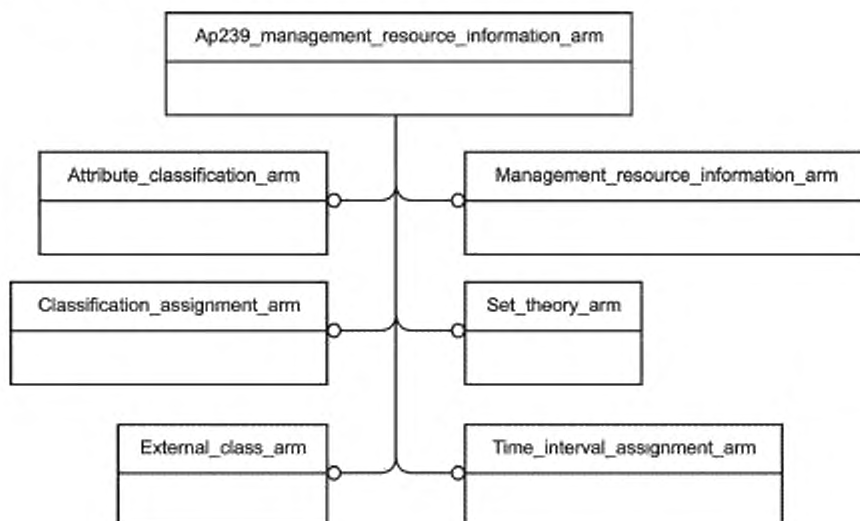 Ap239_management_resource_information_arm
Attribute_classification_arm
Management_resource_information_arm
Classification_assignment_arm
Set_theory_arm
External_class_arm
Time_interval_assignment_arm